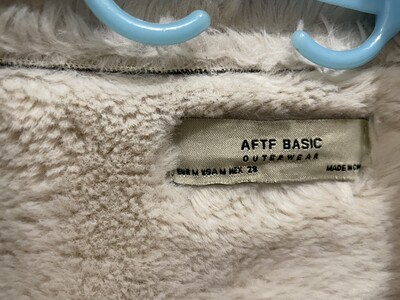 AFTF BASIC
OUTERWEAR
EUR M USA M MEX 28 MADE IN